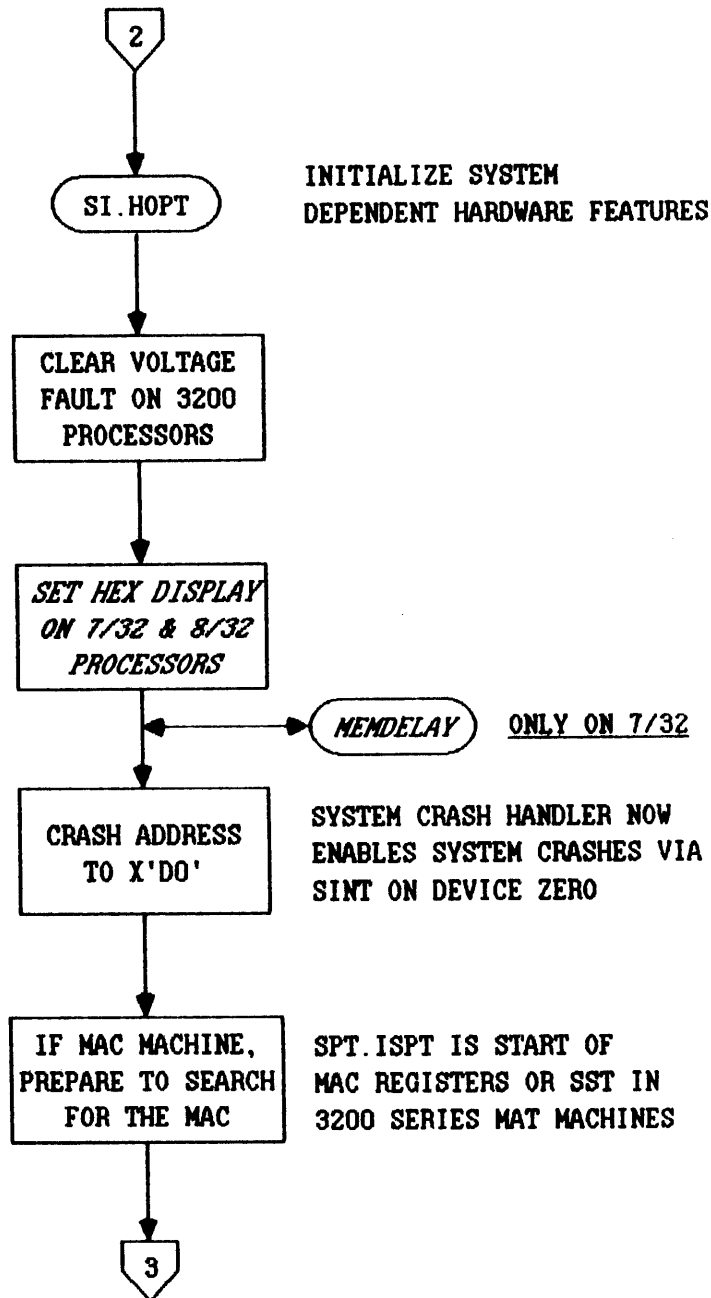 2
SI.HOPT
INITIALIZE SYSTEM
DEPENDENT HARDWARE FEATURES
CLEAR VOLTAGE
FAULT ON 3200
PROCESSORS
SET HEX DISPLAY
ON 7/32 & 8/32
PROCESSORS
MEMDELAY
ONLY ON 7/32
CRASH ADDRESS
TO X'DO'
SYSTEM CRASH HANDLER NOW
ENABLES SYSTEM CRASHES VIA
SINT ON DEVICE ZERO
IF MAC MACHINE,
PREPARE TO SEARCH
FOR THE MAC
SPT.ISPT IS START OF
MAC REGISTERS OR SST IN
3200 SERIES MAT MACHINES
3